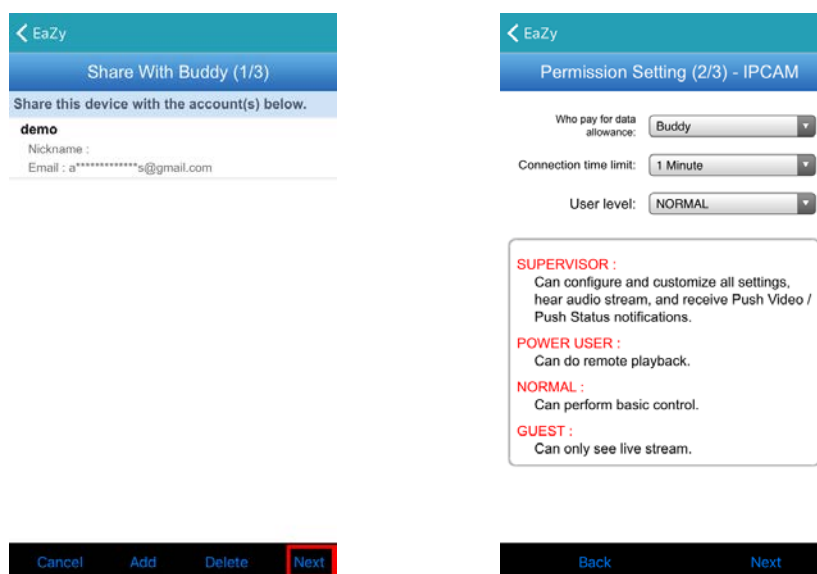 EaZy
Share With Buddy (1/3)
Share this device with the account(s) below.
demo
Nickname :
Email : a*************s@gmail.com
Cancel Add Delete Next
EaZy
Permission Setting (2/3) - IPCAM
Who pay for data
allowance: Buddy
Connection time limit: 1 Minute
User level: NORMAL
SUPERVISOR :
Can configure and customize all settings,
hear audio stream, and receive Push Video /
Push Status notifications.
POWER USER :
Can do remote playback.
NORMAL :
Can perform basic control.
GUEST :
Can only see live stream.
Back Next